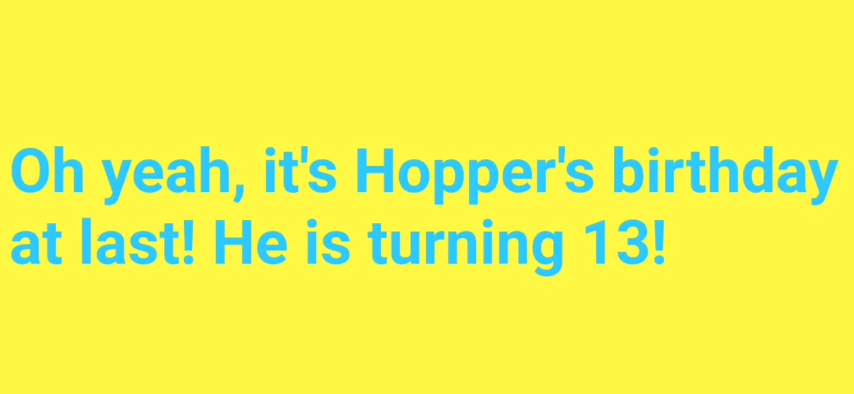 Oh yeah, it's Hopper's birthday
at last! He is turning 13!